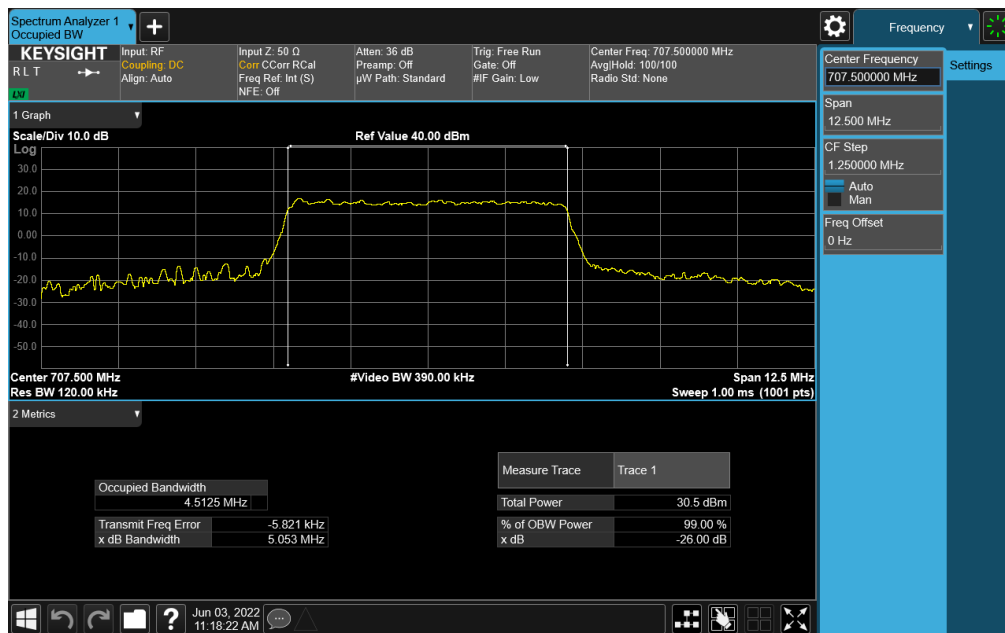 Spectrum Analyzer 1
Occupied BW
Frequency
KEYSIGHT
R L T
LXI
Input: RF
Coupling: DC
Align: Auto
Input Z: 50 Ω
Corr CCorr RCal
Freq Ref: Int (S)
NFE: Off
Atten: 36 dB
Preamp: Off
µW Path: Standard
Trig: Free Run
Gate: Off
#IF Gain: Low
Center Freq: 707.500000 MHz
Avg|Hold: 100/100
Radio Std: None
Center Frequency
707.500000 MHz
Settings
Span
12.500 MHz
CF Step
1.250000 MHz
Auto
Man
Freq Offset
0 Hz
1 Graph
Scale/Div 10.0 dB
Ref Value 40.00 dBm
Log
30.0
20.0
10.0
0.00
-10.0
-20.0
-30.0
-40.0
-50.0
Center 707.500 MHz
#Video BW 390.00 kHz
Span 12.5 MHz
Res BW 120.00 kHz
Sweep 1.00 ms (1001 pts)
2 Metrics
Measure Trace
Trace 1
Occupied Bandwidth
4.5125 MHz
Total Power
30.5 dBm
Transmit Freq Error
-5.821 kHz
% of OBW Power
99.00 %
x dB Bandwidth
5.053 MHz
x dB
-26.00 dB
Jun 03, 2022
11:18:22 AM